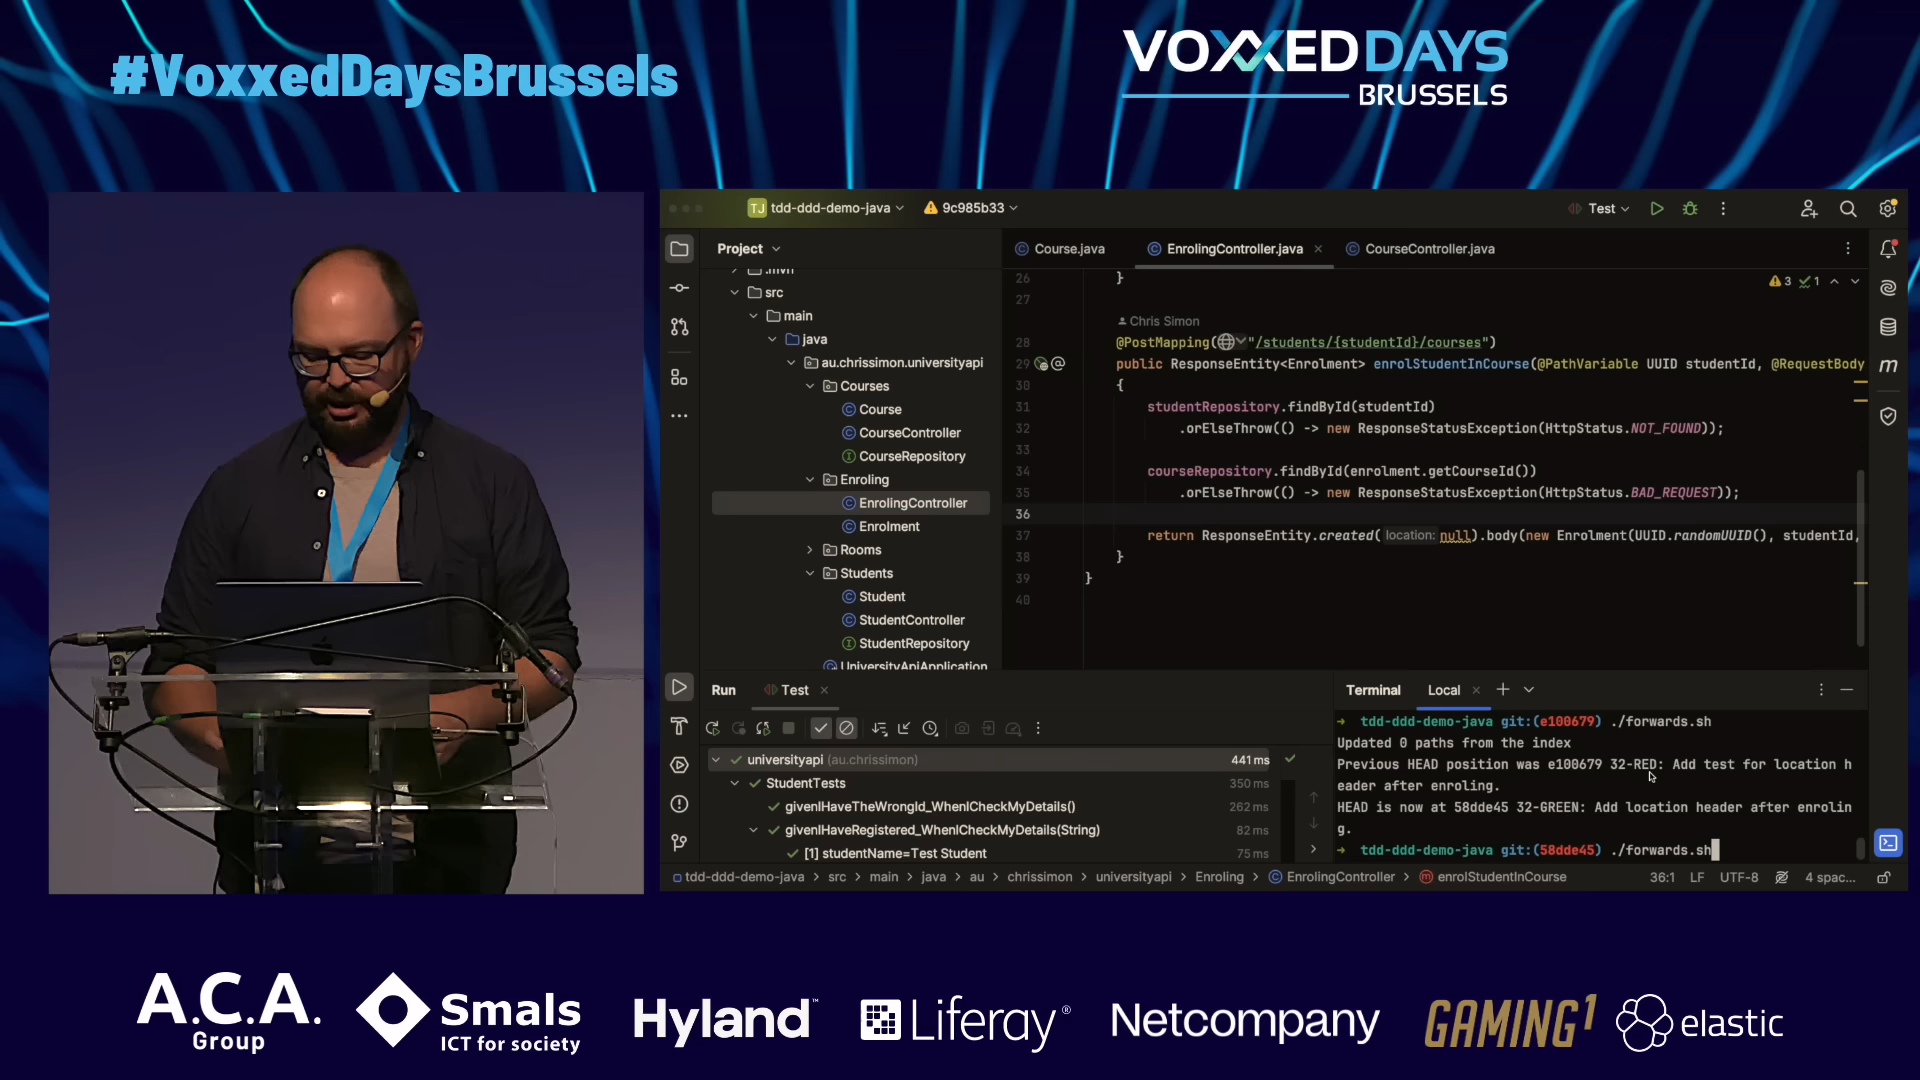 #VoxxedDaysBrussels
VOXXEDDAYS
BRUSSELS
TJ tdd-ddd-demo-java
9c985b33
Test
Project
Course.java
EnrolingController.java
CourseController.java
.mvn
src
main
java
au.chrissimon.universityapi
Courses
Course
CourseController
CourseRepository
Enroling
EnrolingController
Enrolment
Rooms
Students
Student
StudentController
StudentRepository
UniversityApiApplication
3 1
26 }
27
Chris Simon
28 @PostMapping("/students/{studentId}/courses")
29 public ResponseEntity<Enrolment> enrolStudentInCourse(@PathVariable UUID studentId, @RequestBody
30 {
31 studentRepository.findById(studentId)
32 .orElseThrow(() -> new ResponseStatusException(HttpStatus.NOT_FOUND));
33
34 courseRepository.findById(enrolment.getCourseId())
35 .orElseThrow(() -> new ResponseStatusException(HttpStatus.BAD_REQUEST));
36
37 return ResponseEntity.created(location: null).body(new Enrolment(UUID.randomUUID(), studentId,
38 }
39 }
40
Run
Test
universityapi (au.chrissimon) 441 ms
StudentTests 350 ms
givenIHaveTheWrongId_WhenICheckMyDetails() 262 ms
givenIHaveRegistered_WhenICheckMyDetails(String) 82 ms
[1] studentName=Test Student 75 ms
Terminal
Local
tdd-ddd-demo-java git:(e100679) ./forwards.sh
Updated 0 paths from the index
Previous HEAD position was e100679 32-RED: Add test for location h
eader after enroling.
HEAD is now at 58dde45 32-GREEN: Add location header after enrolin
g.
tdd-ddd-demo-java git:(58dde45) ./forwards.sh
tdd-ddd-demo-java > src > main > java > au > chrissimon > universityapi > Enroling > EnrolingController > enrolStudentInCourse
36:1 LF UTF-8 4 spac...
A.C.A.
Group
Smals
ICT for society
Hyland™
Liferay®
Netcompany
GAMING1
elastic